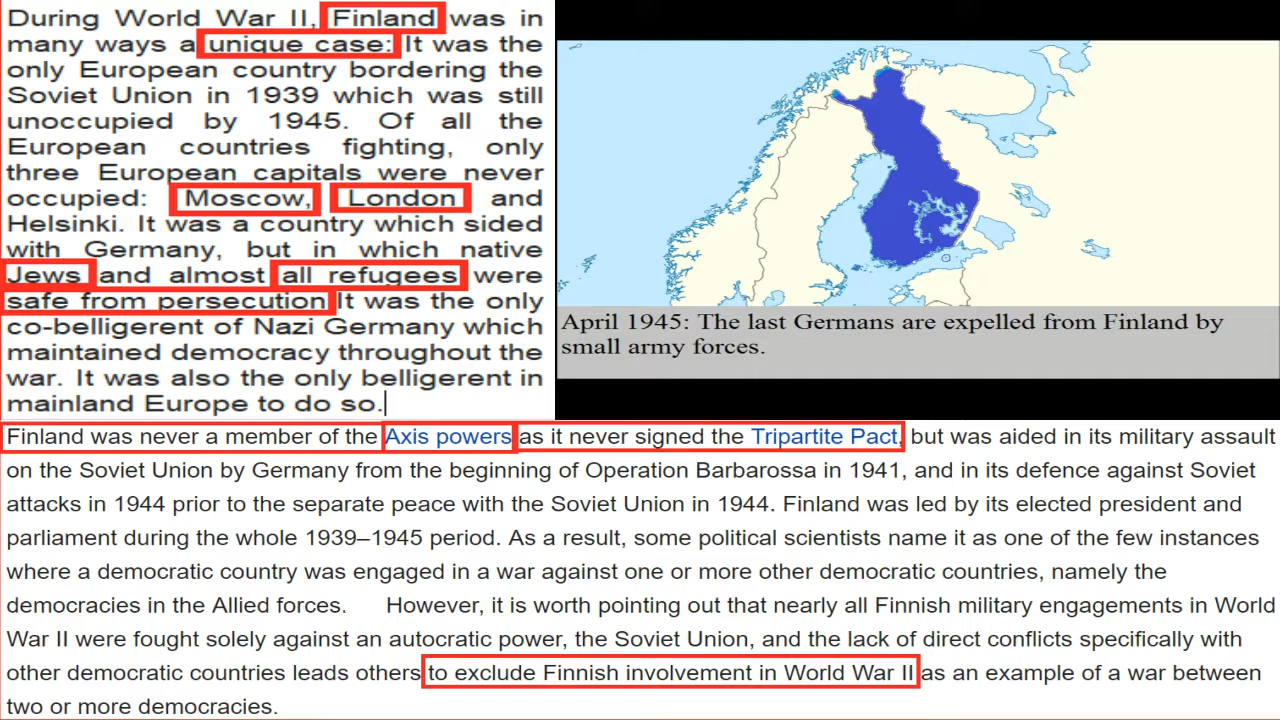 During World War II, Finland was in
many ways a unique case: It was the
only European country bordering the
Soviet Union in 1939 which was still
unoccupied by 1945. Of all the
European countries fighting, only
three European capitals were never
occupied: Moscow, London and
Helsinki. It was a country which sided
with Germany, but in which native
Jews and almost all refugees were
safe from persecution It was the only
co-belligerent of Nazi Germany which
maintained democracy throughout the
war. It was also the only belligerent in
mainland Europe to do so.
April 1945: The last Germans are expelled from Finland by
small army forces.
Finland was never a member of the Axis powers as it never signed the Tripartite Pact, but was aided in its military assault
on the Soviet Union by Germany from the beginning of Operation Barbarossa in 1941, and in its defence against Soviet
attacks in 1944 prior to the separate peace with the Soviet Union in 1944. Finland was led by its elected president and
parliament during the whole 1939–1945 period. As a result, some political scientists name it as one of the few instances
where a democratic country was engaged in a war against one or more other democratic countries, namely the
democracies in the Allied forces. However, it is worth pointing out that nearly all Finnish military engagements in World
War II were fought solely against an autocratic power, the Soviet Union, and the lack of direct conflicts specifically with
other democratic countries leads others to exclude Finnish involvement in World War II as an example of a war between
two or more democracies.